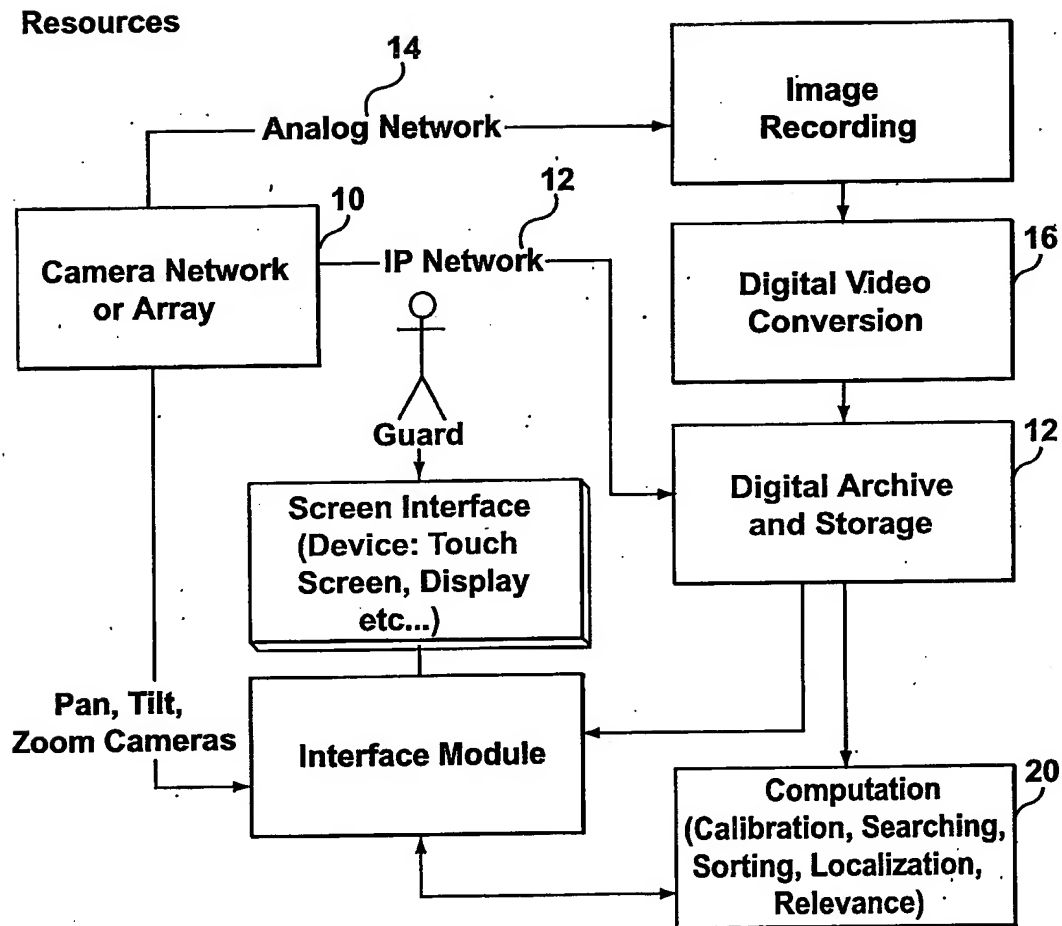 Resources
14
Analog Network
Image
Recording
10
Camera Network
or Array
12
IP Network
16
Digital Video
Conversion
Guard
12
Digital Archive
and Storage
Screen Interface
(Device: Touch
Screen, Display
etc...)
Pan, Tilt,
Zoom Cameras
Interface Module
20
Computation
(Calibration, Searching,
Sorting, Localization,
Relevance)